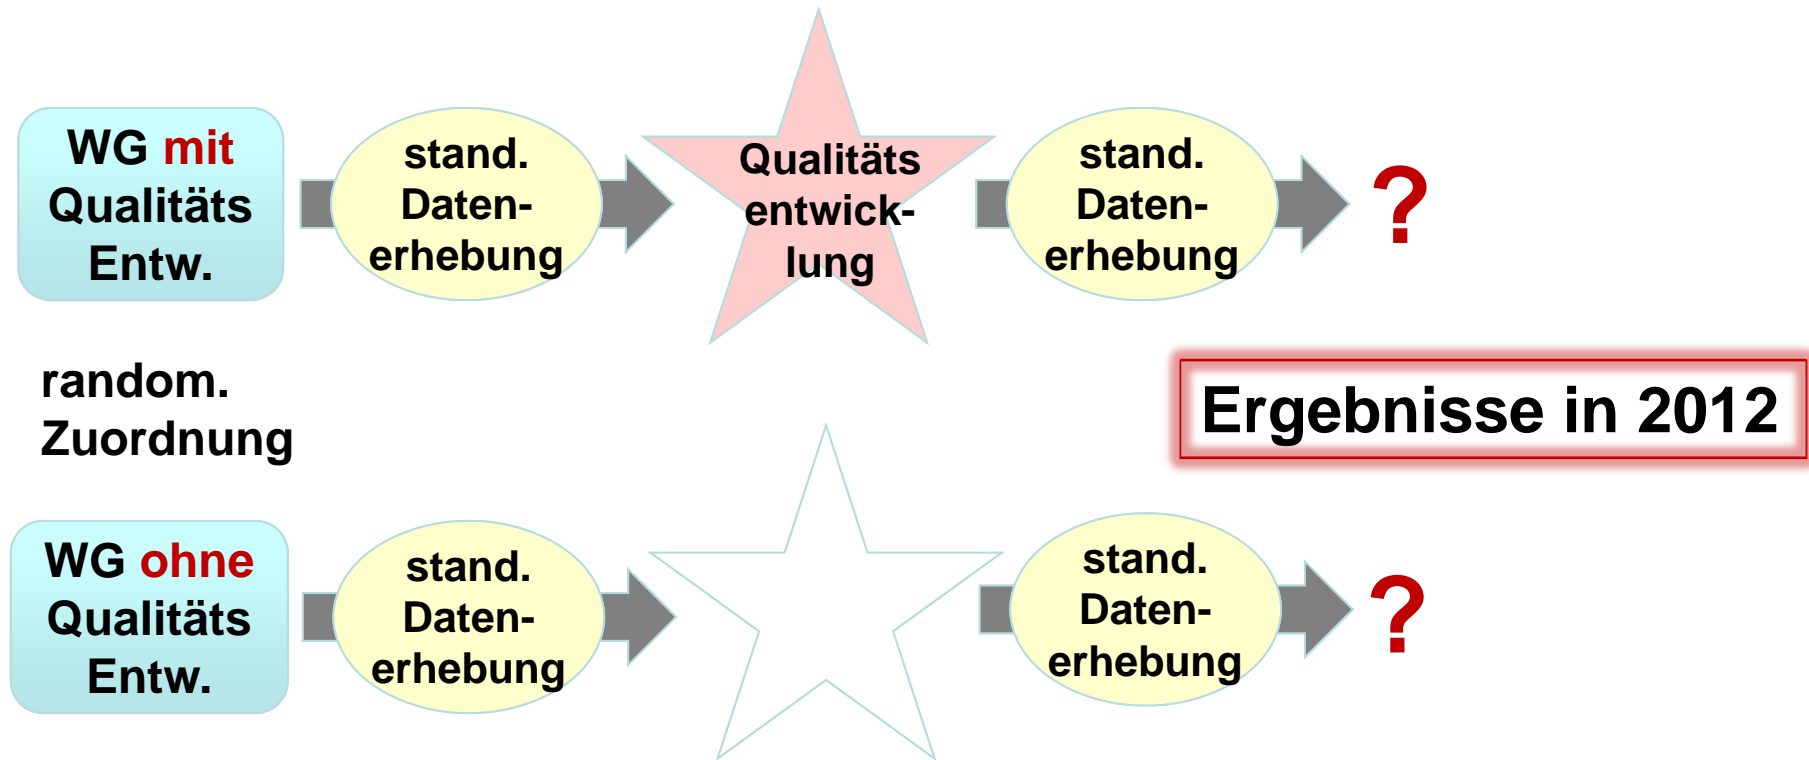 WG mit
Qualitäts
Entw.
stand.
Daten-
erhebung
Qualitäts
entwick-
lung
stand.
Daten-
erhebung
?
random.
Zuordnung
Ergebnisse in 2012
WG ohne
Qualitäts
Entw.
stand.
Daten-
erhebung
stand.
Daten-
erhebung
?